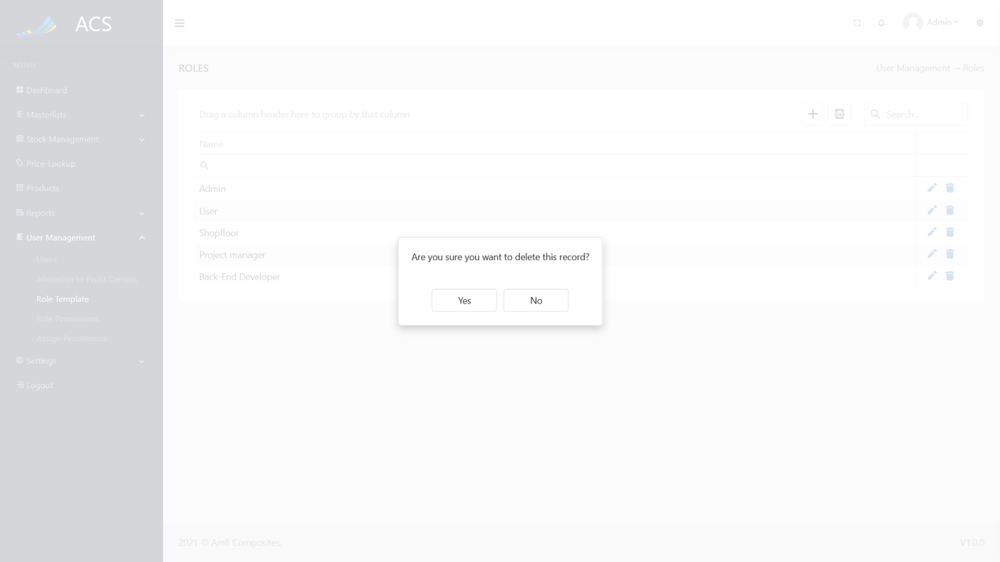 ACS
Admin
MENU
ROLES
User Management → Roles
Dashboard
Masterlists
Stock Management
Price-Lookup
Products
Reports
User Management
Users
Allocation to Profit Centers
Role Template
Role Permissions
Assign Permissions
Settings
Logout
Drag a column header here to group by that column
Search...
Name
Admin
User
Shopfloor
Project manager
Back-End Developer
Are you sure you want to delete this record?
Yes No
2021 © Amfi Composites.
V1.0.0